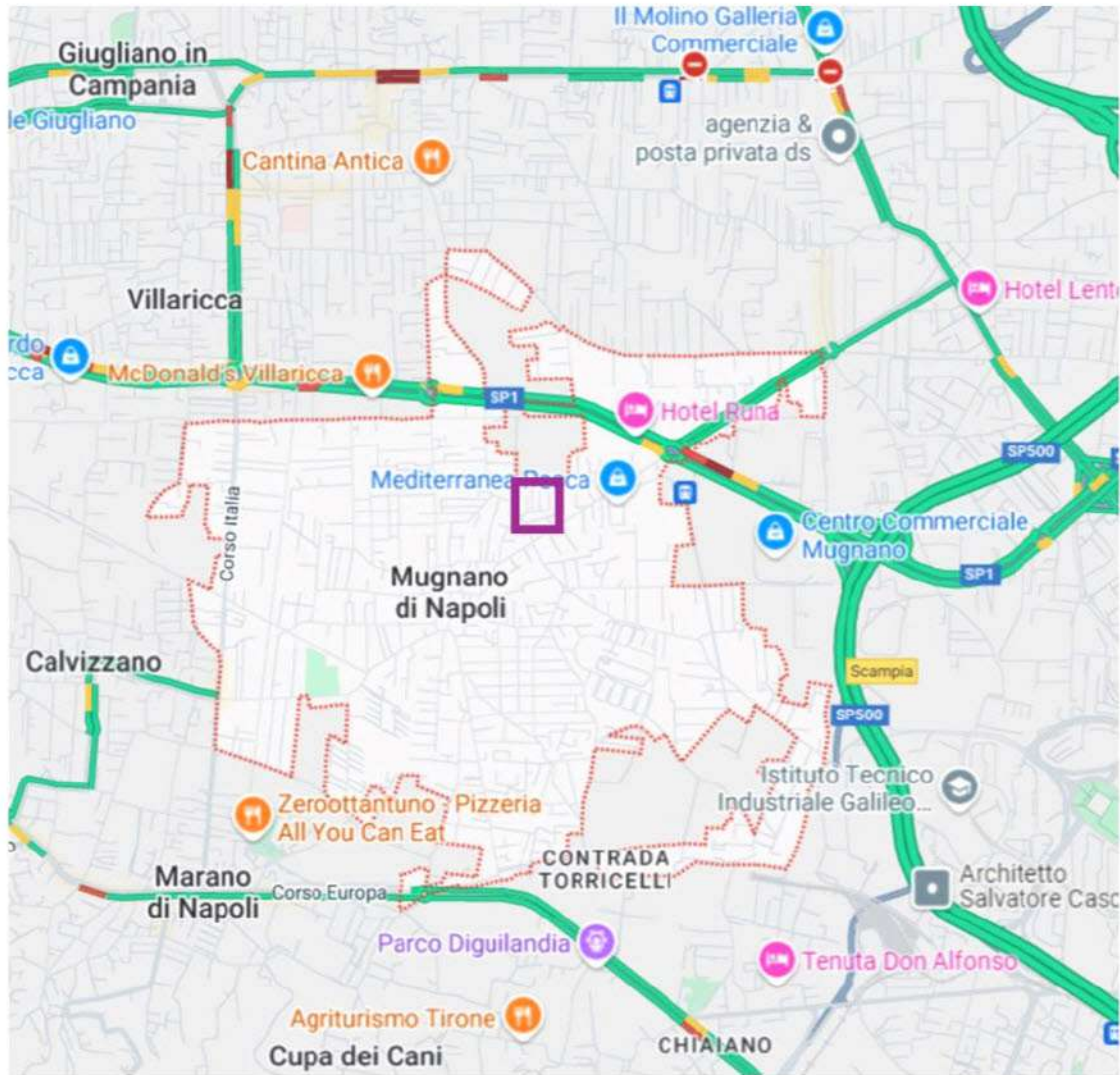 Il Molino Galleria
Commerciale
Giugliano in
Campania
le Giugliano
agenzia &
posta privata ds
Cantina Antica
Hotel Lent
Villaricca
rdo
cca
McDonald's Villaricca
SP1
Hotel Runa
SP500
Mediterranea
Corso Italia
Centro Commerciale
Mugnano
SP1
Mugnano
di Napoli
Calvizzano
Scampia
SP500
Istituto Tecnico
Industriale Galileo...
Zeroottantuno : Pizzeria
All You Can Eat
CONTRADA
TORRICELLI
Marano
di Napoli
Corso Europa
Architetto
Salvatore Casc
Parco Diguilandia
Tenuta Don Alfonso
Agriturismo Tirone
CHIAIANO
Cupa dei Cani